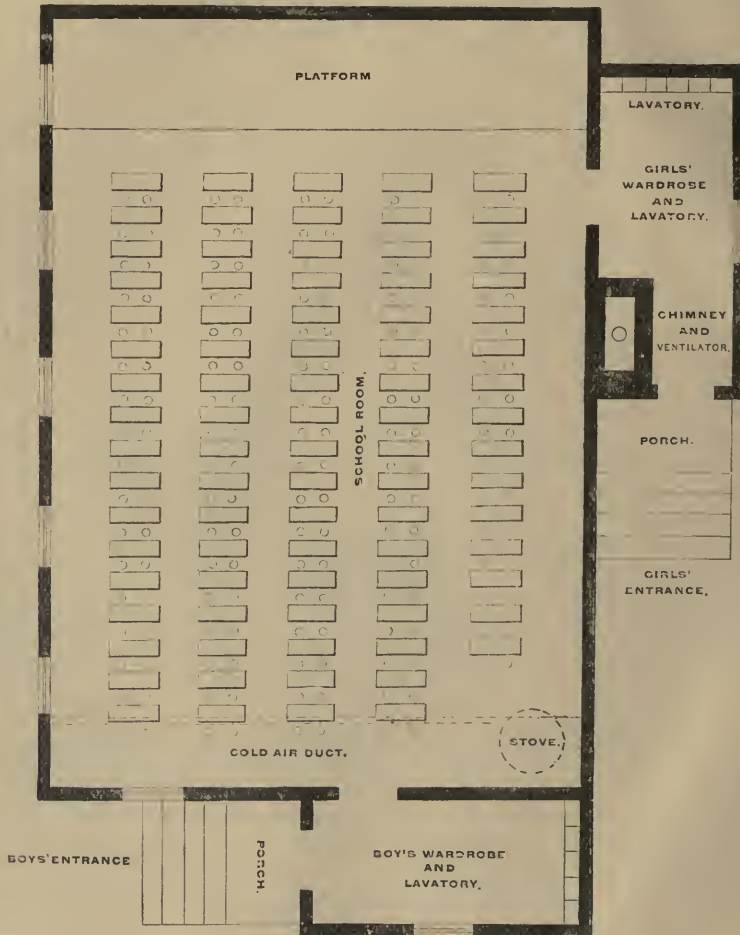 PLATFORM
LAVATORY.
GIRLS'
WARDROBE
AND
LAVATORY.
CHIMNEY
AND
VENTILATOR.
SCHOOL ROOM.
PORCH.
GIRLS'
ENTRANCE.
STOVE.
COLD AIR DUCT.
BOYS' ENTRANCE
PORCH.
BOY'S WARDROBE
AND
LAVATORY.